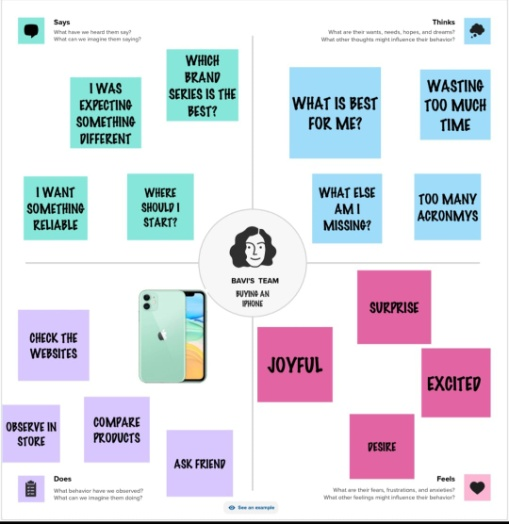 Says
What have we heard them say?
What can we imagine them saying?
Thinks
What are their wants, needs, hopes, and dreams?
What other thoughts might influence their behavior?
I WAS
EXPECTING
SOMETHING
DIFFERENT
WHICH
BRAND
SERIES IS THE
BEST?
WHAT IS BEST
FOR ME?
WASTING
TOO MUCH
TIME
I WANT
SOMETHING
RELIABLE
WHERE
SHOULD I
START?
WHAT ELSE
AM I
MISSING?
TOO MANY
ACRONMYS
BAVI'S TEAM
BUYING AN
IPHONE
CHECK THE
WEBSITES
OBSERVE IN
STORE
COMPARE
PRODUCTS
ASK FRIEND
SURPRISE
JOYFUL
EXCITED
DESIRE
Does
What behavior have we observed?
What can we imagine them doing?
Feels
What are their fears, frustrations, and anxieties?
What other feelings might influence their behavior?
See an example